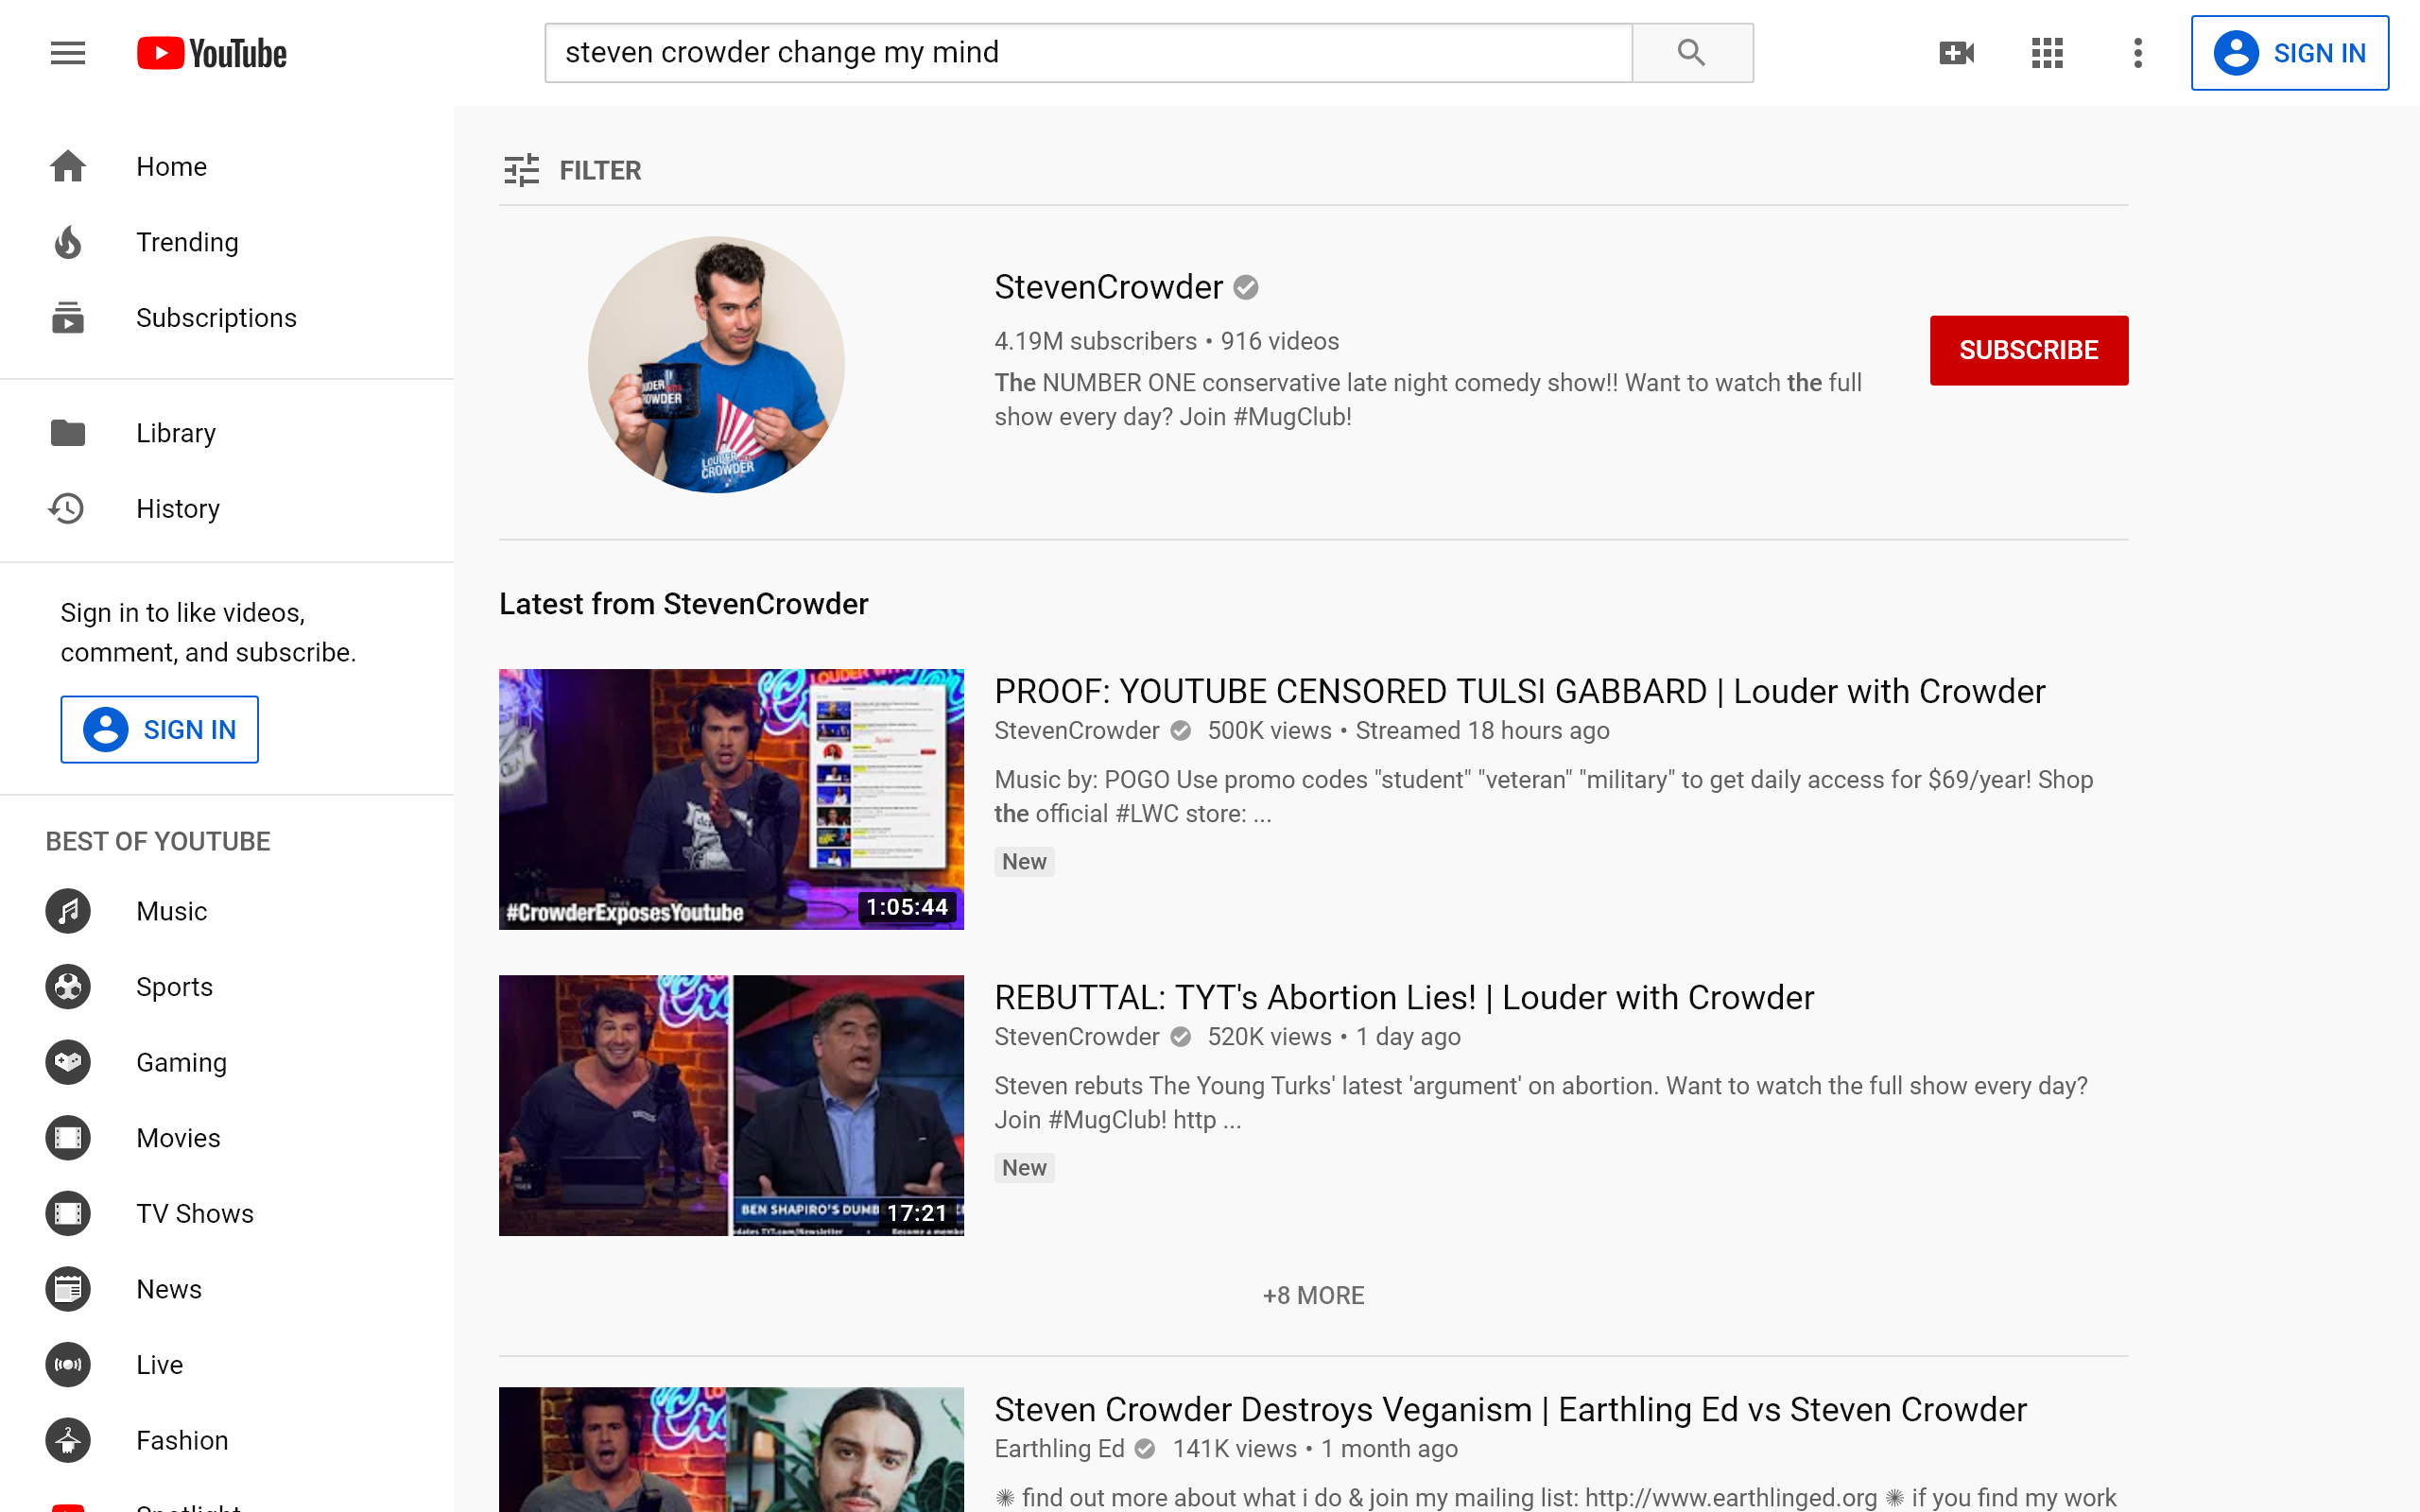 YouTube
steven crowder change my mind
SIGN IN
Home
Trending
Subscriptions
Library
History
Sign in to like videos,
comment, and subscribe.
SIGN IN
BEST OF YOUTUBE
Music
Sports
Gaming
Movies
TV Shows
News
Live
Fashion
Spotlight
FILTER
LOUDER
CROWDER
StevenCrowder
4.19M subscribers • 916 videos
The NUMBER ONE conservative late night comedy show!! Want to watch the full
show every day? Join #MugClub!
SUBSCRIBE
Latest from StevenCrowder
#CrowderExposesYoutube
1:05:44
PROOF: YOUTUBE CENSORED TULSI GABBARD | Louder with Crowder
StevenCrowder 500K views • Streamed 18 hours ago
Music by: POGO Use promo codes "student" "veteran" "military" to get daily access for $69/year! Shop
the official #LWC store: ...
New
BEN SHAPIRO'S DUMB
17:21
REBUTTAL: TYT's Abortion Lies! | Louder with Crowder
StevenCrowder 520K views • 1 day ago
Steven rebuts The Young Turks' latest 'argument' on abortion. Want to watch the full show every day?
Join #MugClub! http ...
New
+8 MORE
Steven Crowder Destroys Veganism | Earthling Ed vs Steven Crowder
Earthling Ed 141K views • 1 month ago
✺ find out more about what i do & join my mailing list: http://www.earthlinged.org ✺ if you find my work